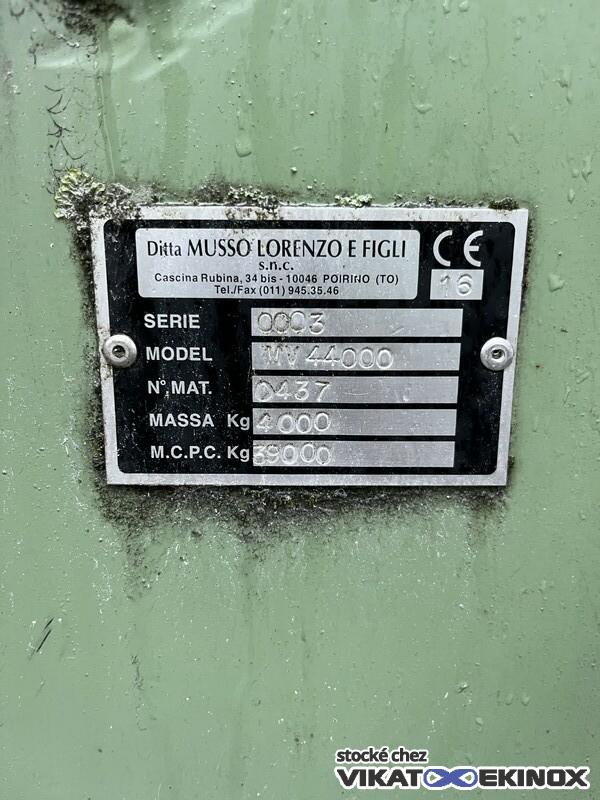 Ditta MUSSO LORENZO E FIGLI
s.n.c.
Cascina Rubina, 34 bis - 10046 POIRINO (TO)
Tel./Fax (011) 945.35.46
CE
16
SERIE 0003
MODEL MV 44000
N° MAT. 0437
MASSA Kg 4000
M.C.P.C. Kg 39000
stocké chez
VIKAT EKINOX